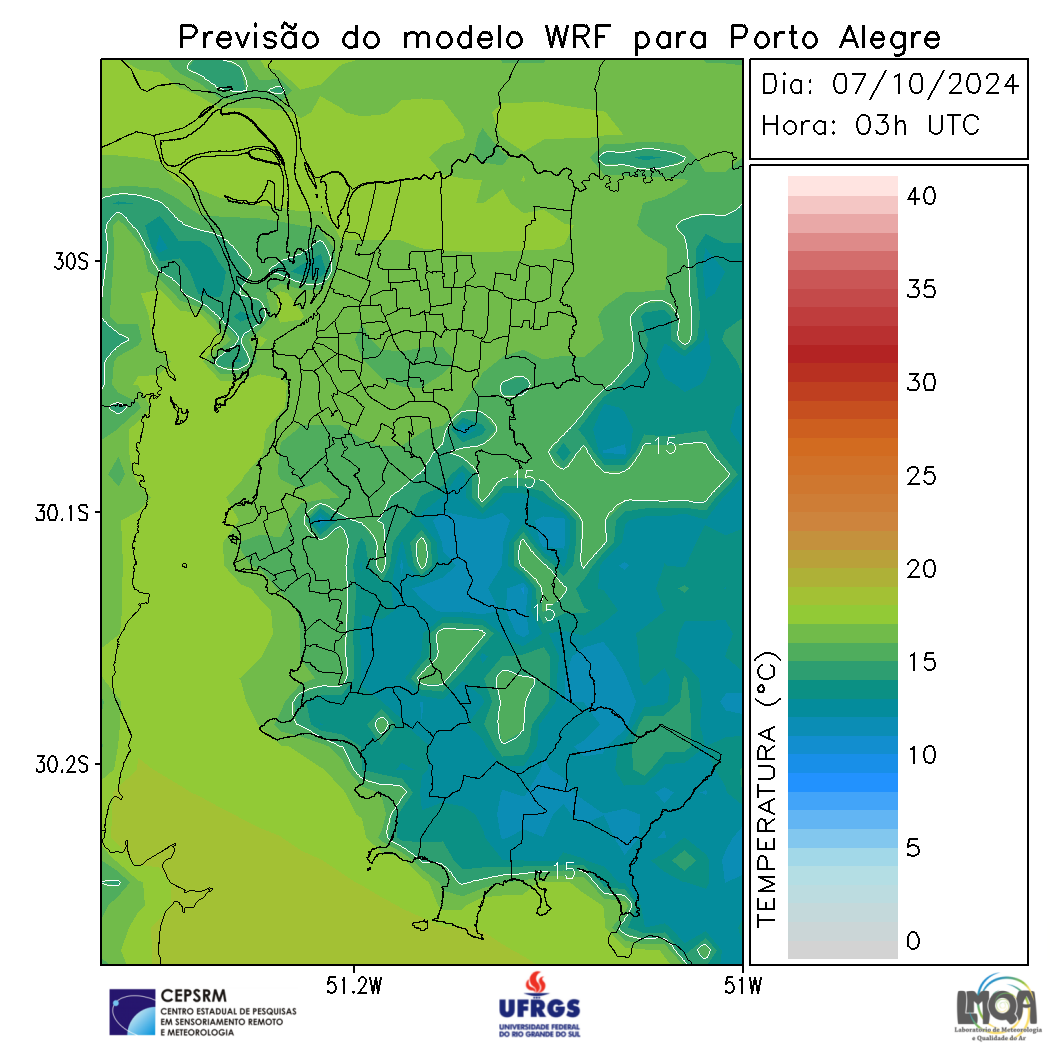 Previsão do modelo WRF para Porto Alegre
Dia: 07/10/2024
Hora: 03h UTC
40
35
30
25
20
15
10
5
0
TEMPERATURA (°C)
30S
30.1S
30.2S
51.2W
51W
15
15
15
15
CEPSRM
CENTRO ESTADUAL DE PESQUISAS
EM SENSORIAMENTO REMOTO
E METEOROLOGIA
UFRGS
UNIVERSIDADE FEDERAL
DO RIO GRANDE DO SUL
LMQA
Laboratório de Meteorologia
e Qualidade do Ar